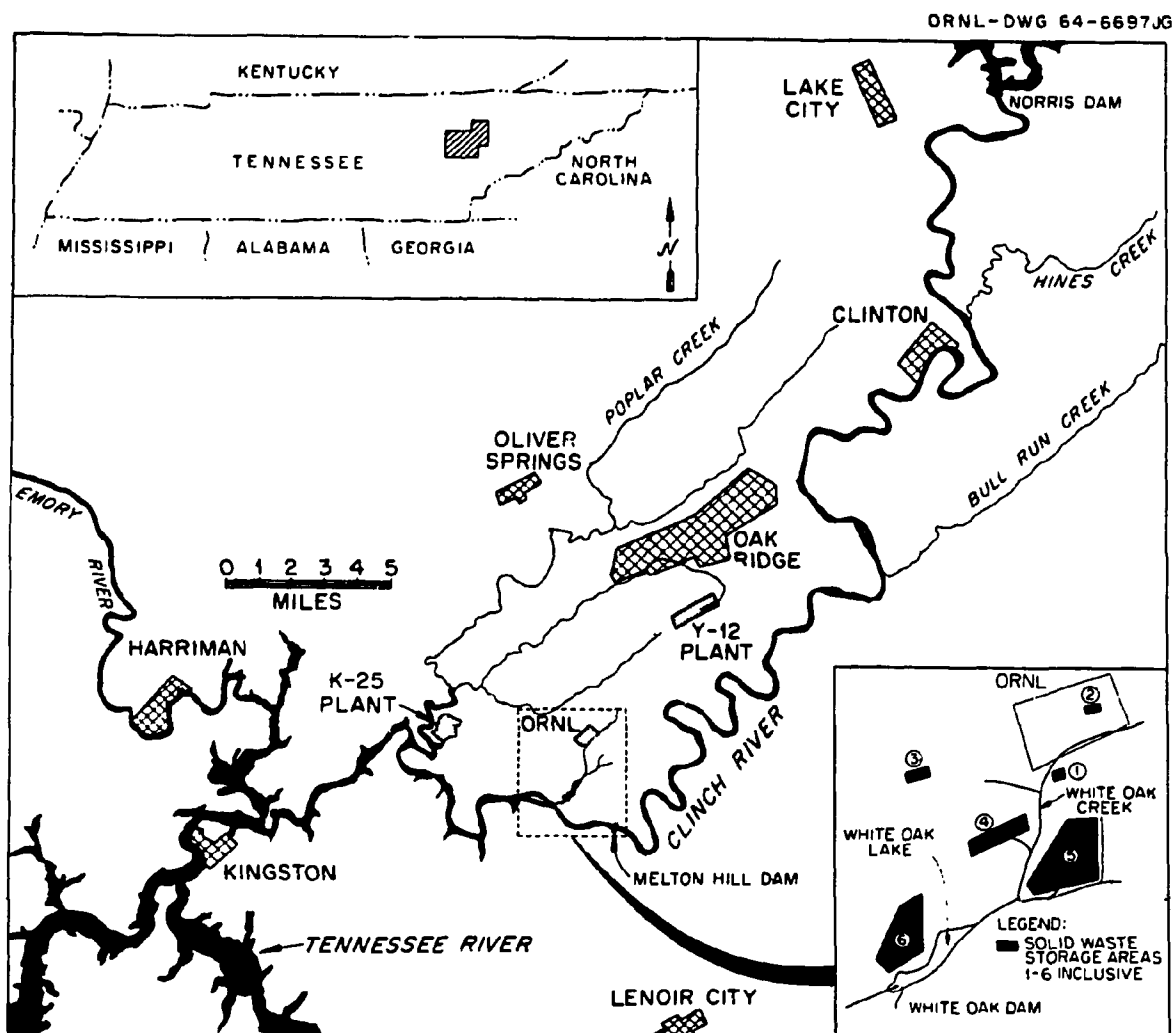 ORNL-DWG 64-6697JG
KENTUCKY
TENNESSEE
NORTH
CAROLINA
MISSISSIPPI
ALABAMA
GEORGIA
N
LAKE
CITY
NORRIS DAM
HINES CREEK
CLINTON
POPLAR CREEK
BULL RUN CREEK
OLIVER
SPRINGS
OAK
RIDGE
EMORY
RIVER
0 1 2 3 4 5
MILES
HARRIMAN
Y-12
PLANT
K-25
PLANT
ORNL
CLINCH RIVER
KINGSTON
MELTON HILL DAM
TENNESSEE RIVER
LENOIR CITY
ORNL
2
3
1
WHITE OAK
CREEK
4
WHITE OAK
LAKE
5
6
LEGEND:
SOLID WASTE
STORAGE AREAS
1-6 INCLUSIVE
WHITE OAK DAM